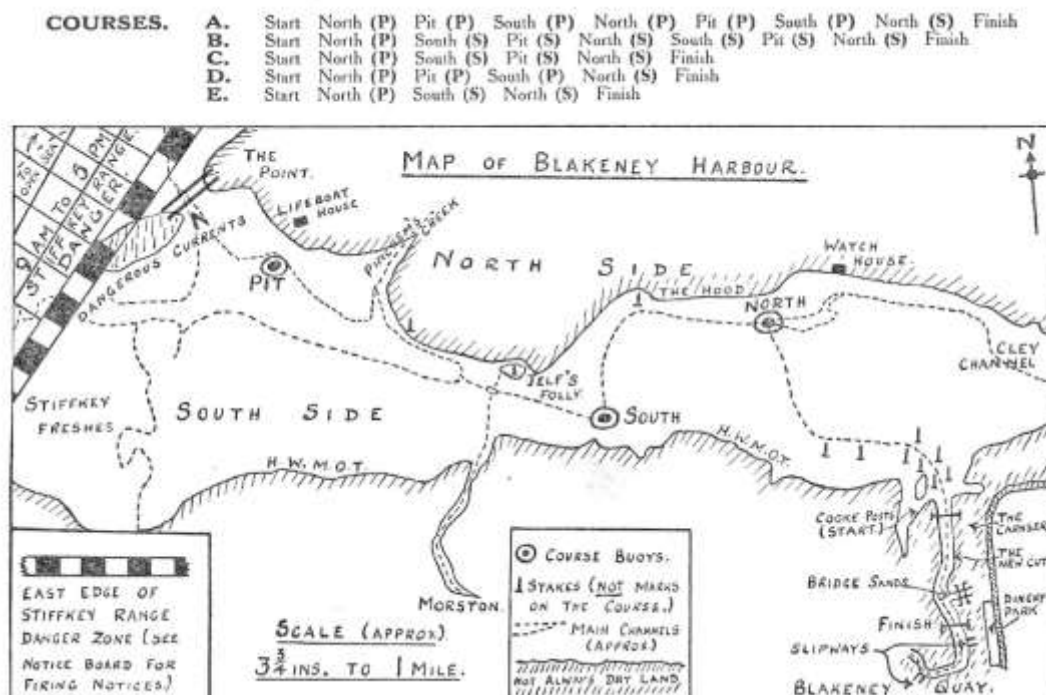 COURSES.
A. Start North (P) Pit (P) South (P) North (P) Pit (P) South (P) North (S) Finish
B. Start North (P) South (S) Pit (S) North (S) South (S) Pit (S) North (S) Finish
C. Start North (P) South (S) Pit (S) North (S) Finish
D. Start North (P) Pit (P) South (P) North (S) Finish
E. Start North (P) South (S) North (S) Finish
MAP OF BLAKENEY HARBOUR.
N
TO OPEN SEA
9 AM TO 5 PM
STIFFKEY RANGE
DANGER.
DANGEROUS CURRENTS
THE POINT.
LIFEBOAT HOUSE
CREEK
PIT
NORTH SIDE
WATCH HOUSE.
THE HOOD
NORTH
CLEY CHANNEL
JELF'S FOLLY
SOUTH
STIFFKEY FRESHES
SOUTH SIDE
H.W.M.O.T.
H.W.M.O.T.
MORSTON.
COOKE POSTS (START.)
THE CARNSER
THE NEW CUT
BRIDGE SANDS
DINGHY PARK
FINISH
SLIPWAYS
BLAKENEY QUAY.
EAST EDGE OF
STIFFKEY RANGE
DANGER ZONE (SEE
NOTICE BOARD FOR
FIRING NOTICES.)
SCALE (APPROX).
3¼ INS. TO 1 MILE.
COURSE BUOYS.
STAKES (NOT MARKS
ON THE COURSE.)
MAIN CHANNELS
(APPROX)
NOT ALWAYS DRY LAND